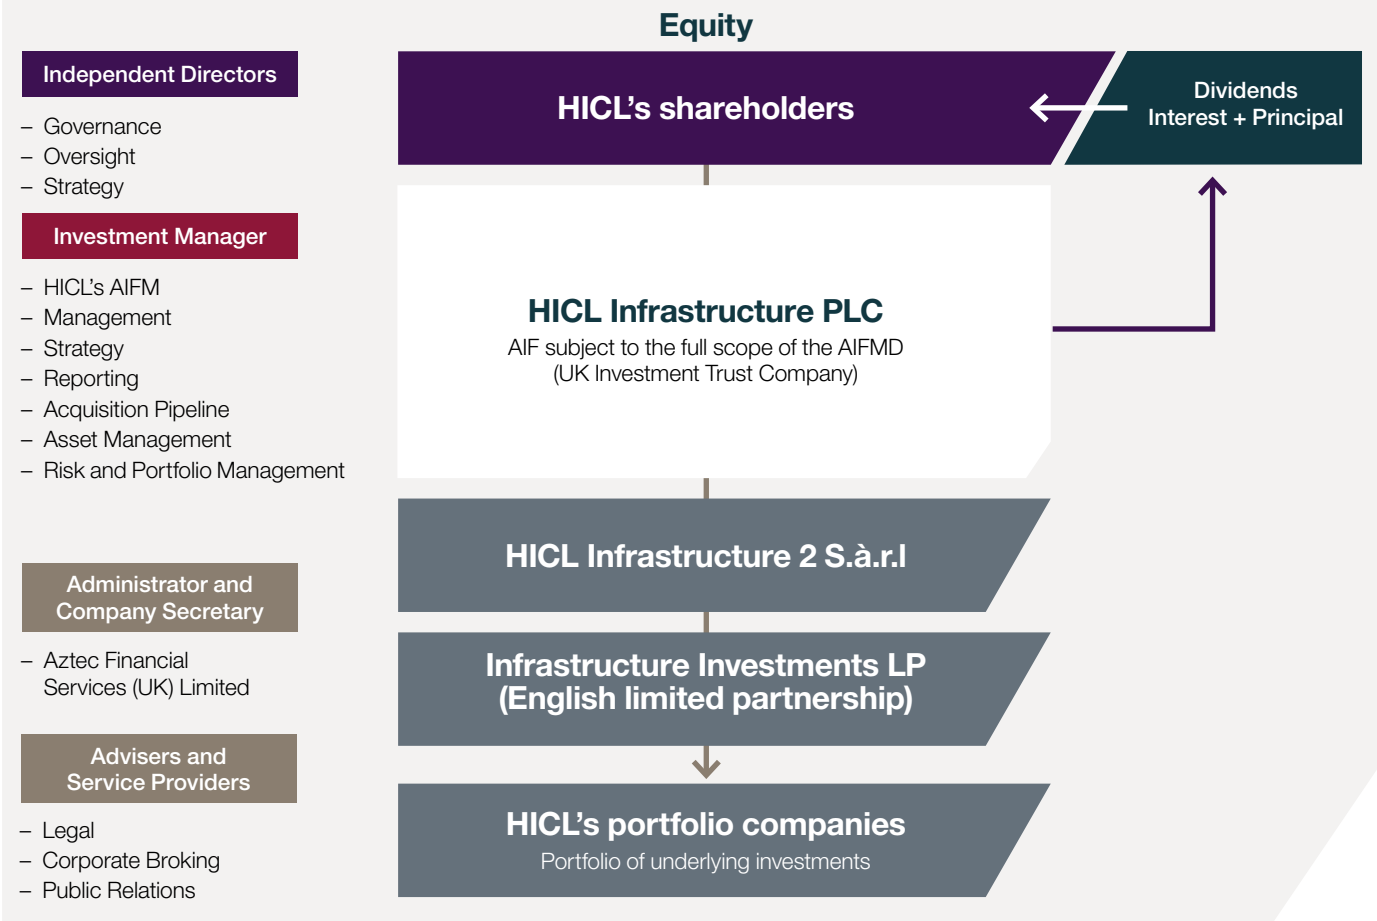 Equity
Independent Directors
– Governance
– Oversight
– Strategy
Investment Manager
– HICL’s AIFM
– Management
– Strategy
– Reporting
– Acquisition Pipeline
– Asset Management
– Risk and Portfolio Management
Administrator and
Company Secretary
– Aztec Financial
Services (UK) Limited
Advisers and
Service Providers
– Legal
– Corporate Broking
– Public Relations
HICL’s shareholders
Dividends
Interest + Principal
HICL Infrastructure PLC
AIF subject to the full scope of the AIFMD
(UK Investment Trust Company)
HICL Infrastructure 2 S.à.r.l
Infrastructure Investments LP
(English limited partnership)
HICL’s portfolio companies
Portfolio of underlying investments